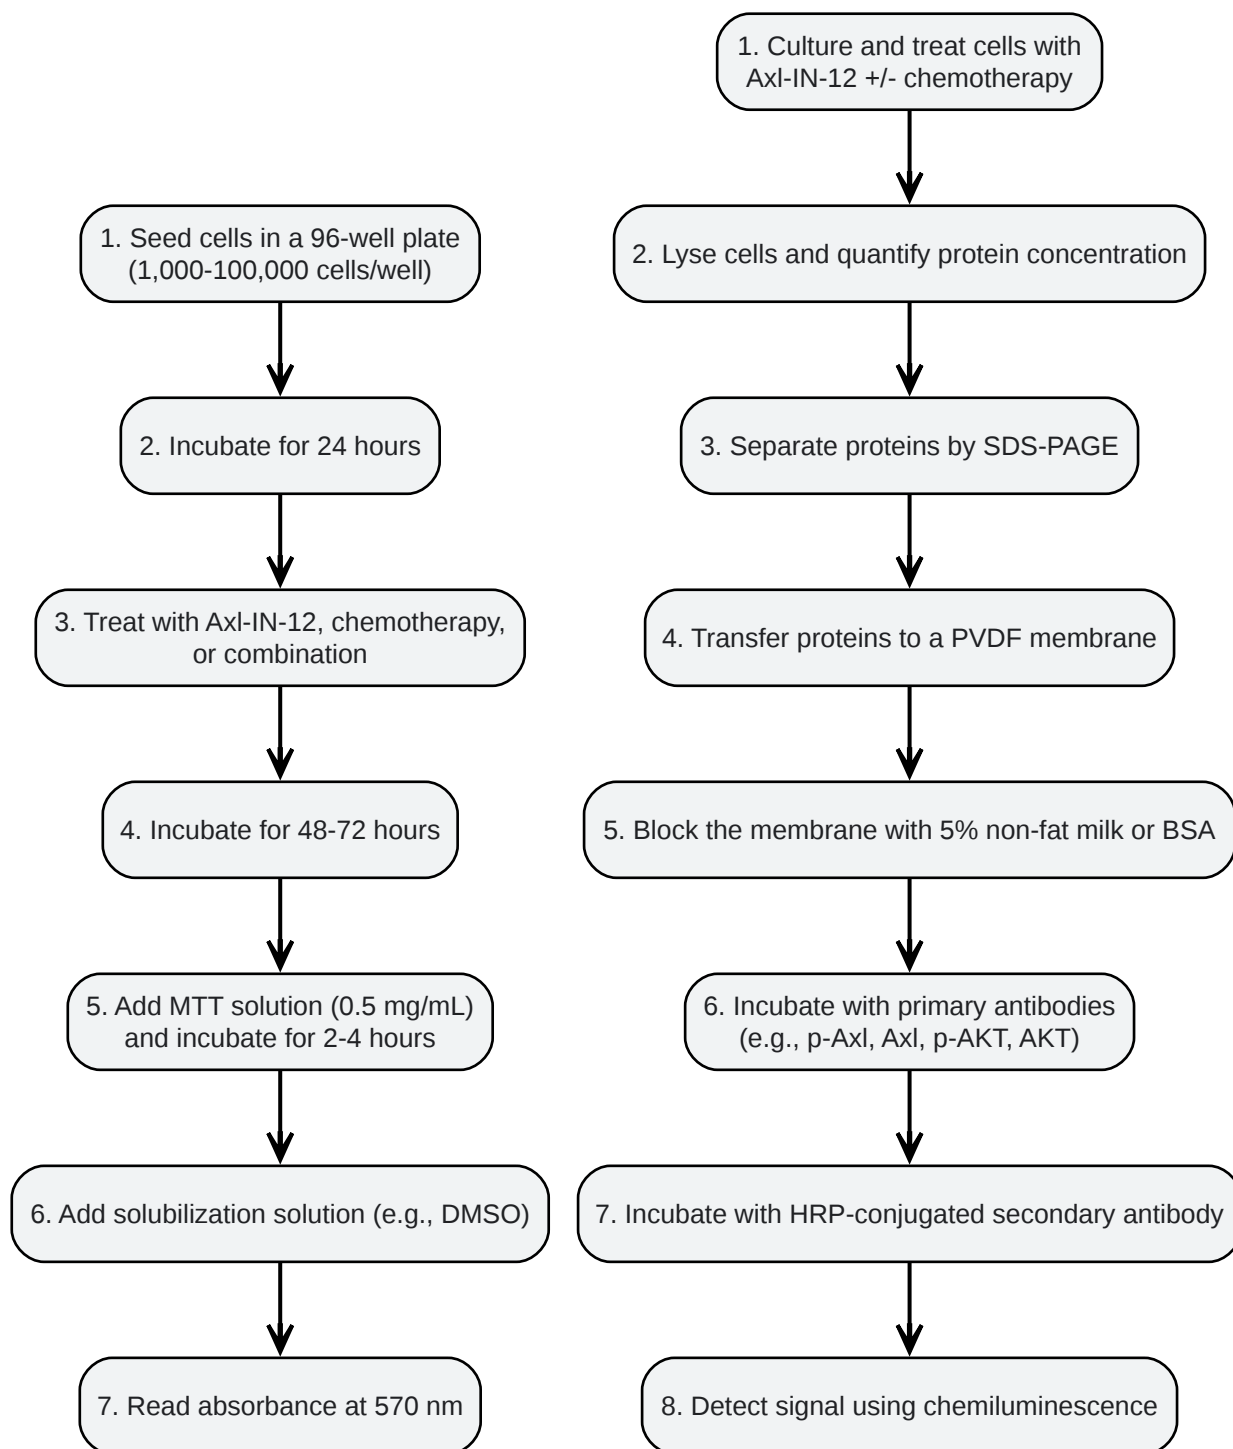 1. Seed cells in a 96-well plate
(1,000-100,000 cells/well)
2. Incubate for 24 hours
3. Treat with Axl-IN-12, chemotherapy,
or combination
4. Incubate for 48-72 hours
5. Add MTT solution (0.5 mg/mL)
and incubate for 2-4 hours
6. Add solubilization solution (e.g., DMSO)
7. Read absorbance at 570 nm
1. Culture and treat cells with
Axl-IN-12 +/- chemotherapy
2. Lyse cells and quantify protein concentration
3. Separate proteins by SDS-PAGE
4. Transfer proteins to a PVDF membrane
5. Block the membrane with 5% non-fat milk or BSA
6. Incubate with primary antibodies
(e.g., p-Axl, Axl, p-AKT, AKT)
7. Incubate with HRP-conjugated secondary antibody
8. Detect signal using chemiluminescence